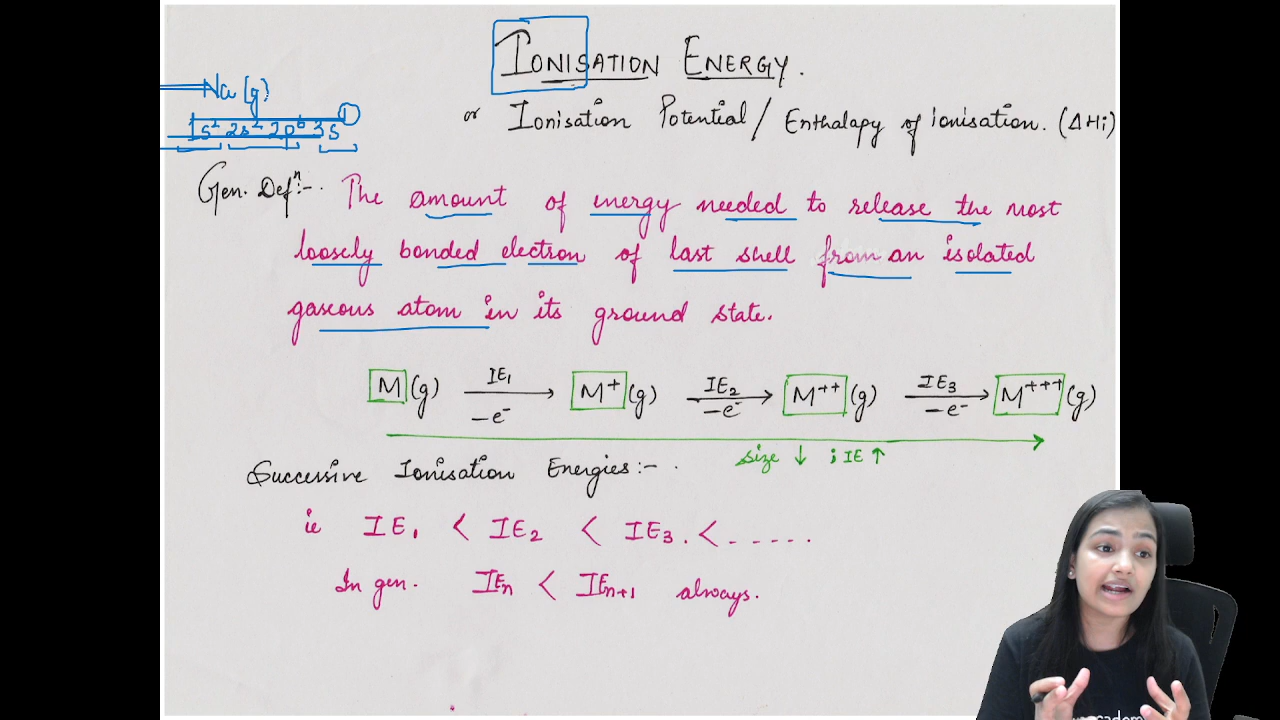 IONISATION ENERGY.
Na(g)
1s² 2s² 2p⁶ 3s¹
or Ionisation Potential / Enthalapy of ionisation. (ΔHi)
Gen. Defⁿ:-. The amount of energy needed to release the most
loosely bonded electron of last shell from an isolated
gaseous atom in its ground state.
M(g) IE₁ −e⁻ → M+(g) IE₂ −e⁻ → M++(g) IE₃ −e⁻ → M+++(g)
size ↓ ; IE ↑
Successive Ionisation Energies:-.
ie IE₁ < IE₂ < IE₃. < - - - - - .
In gen. IEn < IEn+1 always.